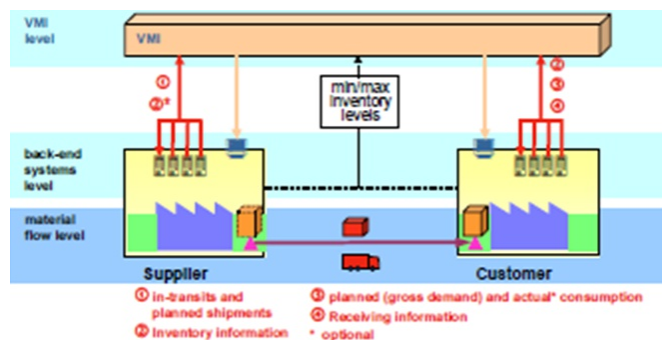 VMI
level
VMI
①
②*
min/max
inventory
levels
②
③
④
back-end
systems
level
material
flow level
Supplier
Customer
① in-transits and
planned shipments
② Inventory information
③ planned (gross demand) and actual* consumption
④ Receiving information
* optional